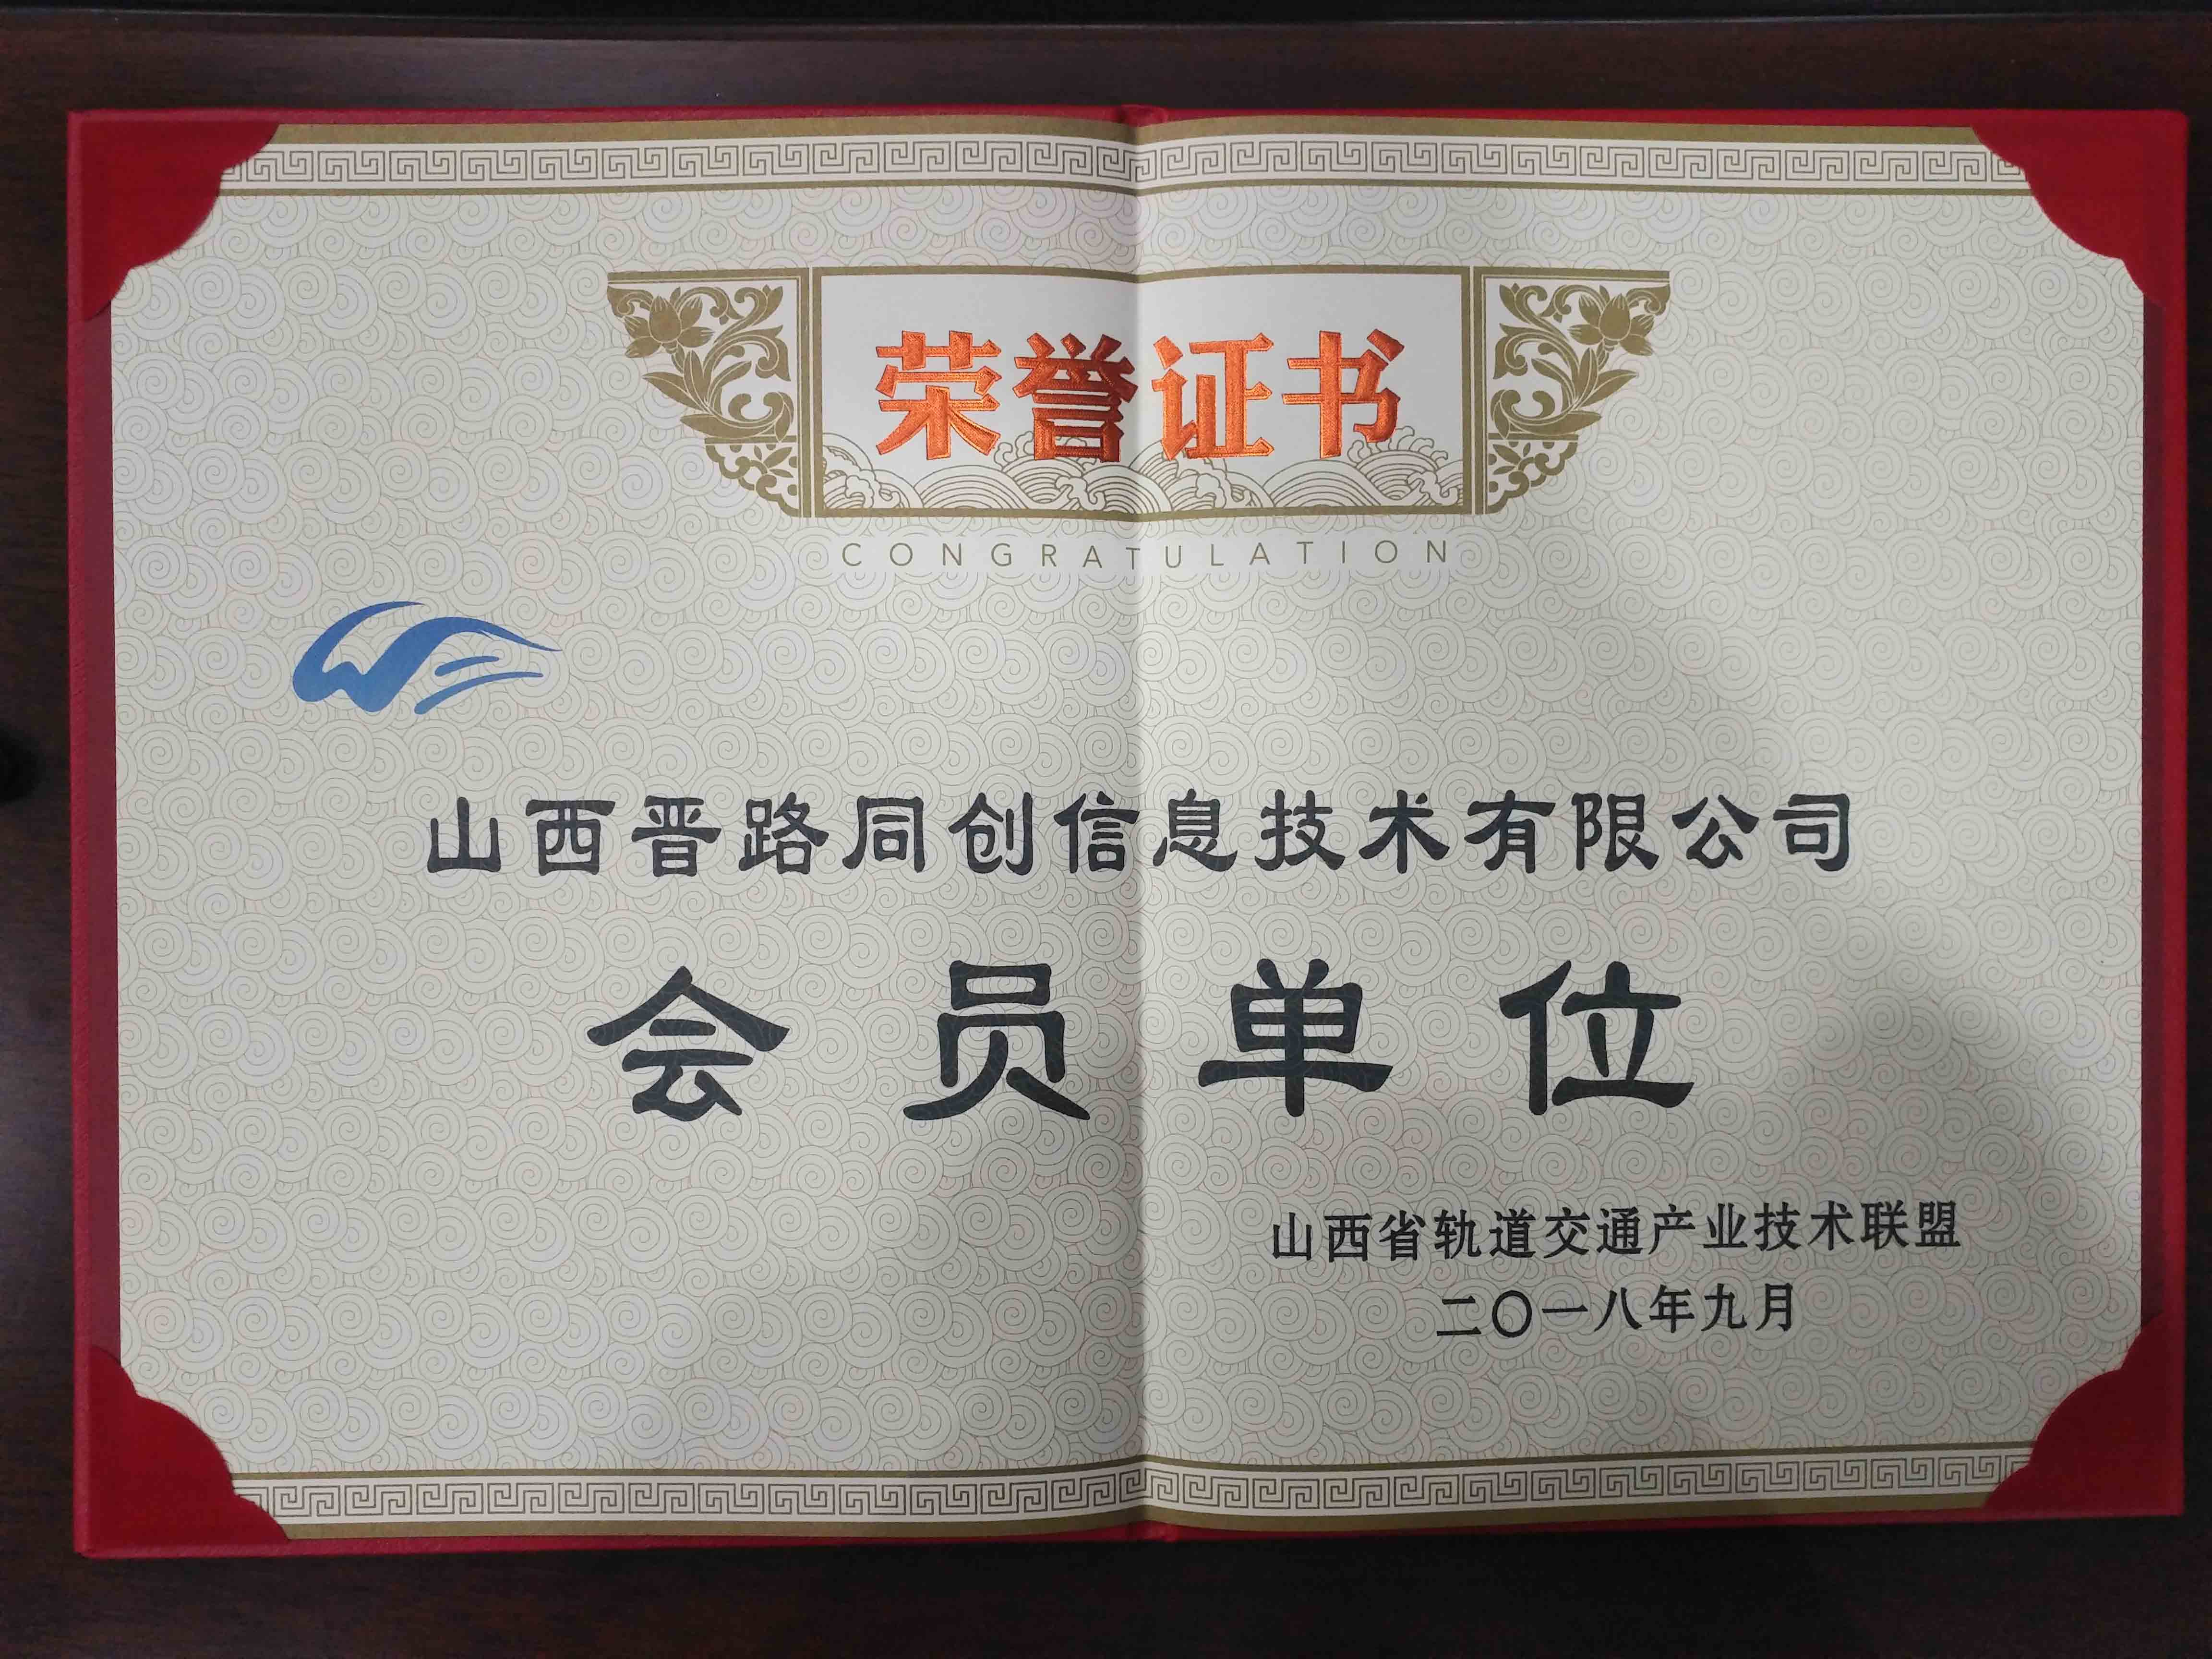 荣誉证书
CONGRATULATION
山西晋路同创信息技术有限公司
会员单位
山西省轨道交通产业技术联盟
二〇一八年九月